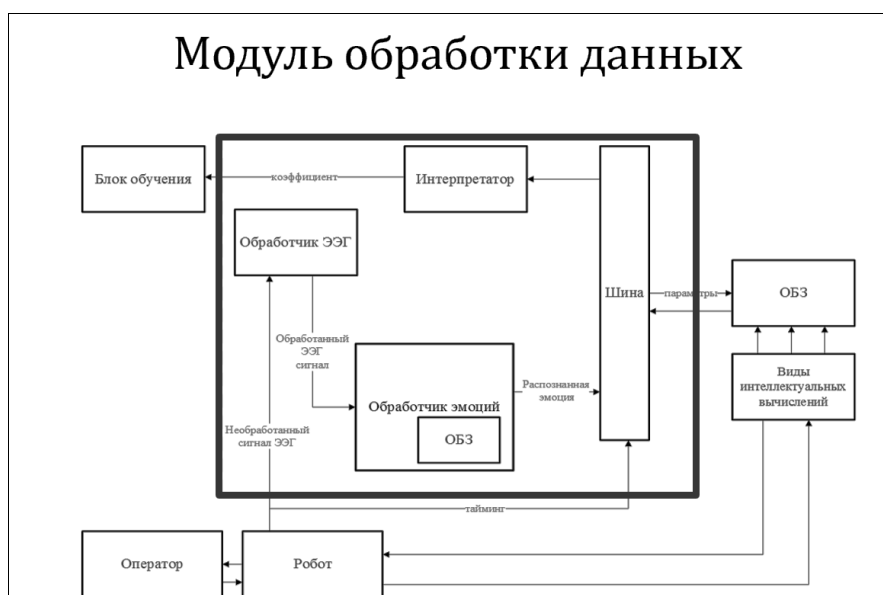 Модуль обработки данных
Блок обучения
коэффициент
Интерпретатор
Обработчик ЭЭГ
Шина
параметры
ОБЗ
Обработанный
ЭЭГ
сигнал
Виды
интеллектуальных
вычислений
Распознанная
эмоция
Обработчик эмоций
ОБЗ
Необработанный
сигнал ЭЭГ
тайминг
Оператор
Робот